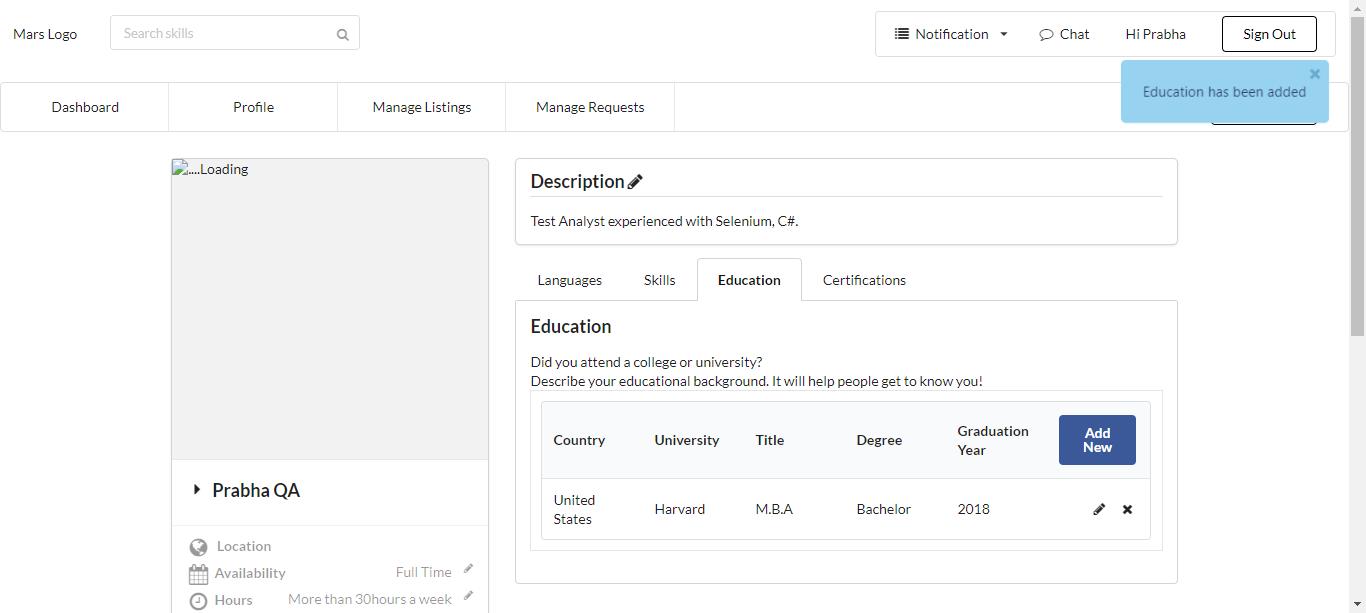 Mars Logo
Search skills
Notification
Chat
Hi Prabha
Sign Out
Education has been added
Dashboard
Profile
Manage Listings
Manage Requests
....Loading
Description
Test Analyst experienced with Selenium, C#.
Languages
Skills
Education
Certifications
Education
Did you attend a college or university?
Describe your educational background. It will help people get to know you!
Country
University
Title
Degree
Graduation
Year
Add
New
United
States
Harvard
M.B.A
Bachelor
2018
Prabha QA
Location
Availability
Full Time
Hours
More than 30hours a week